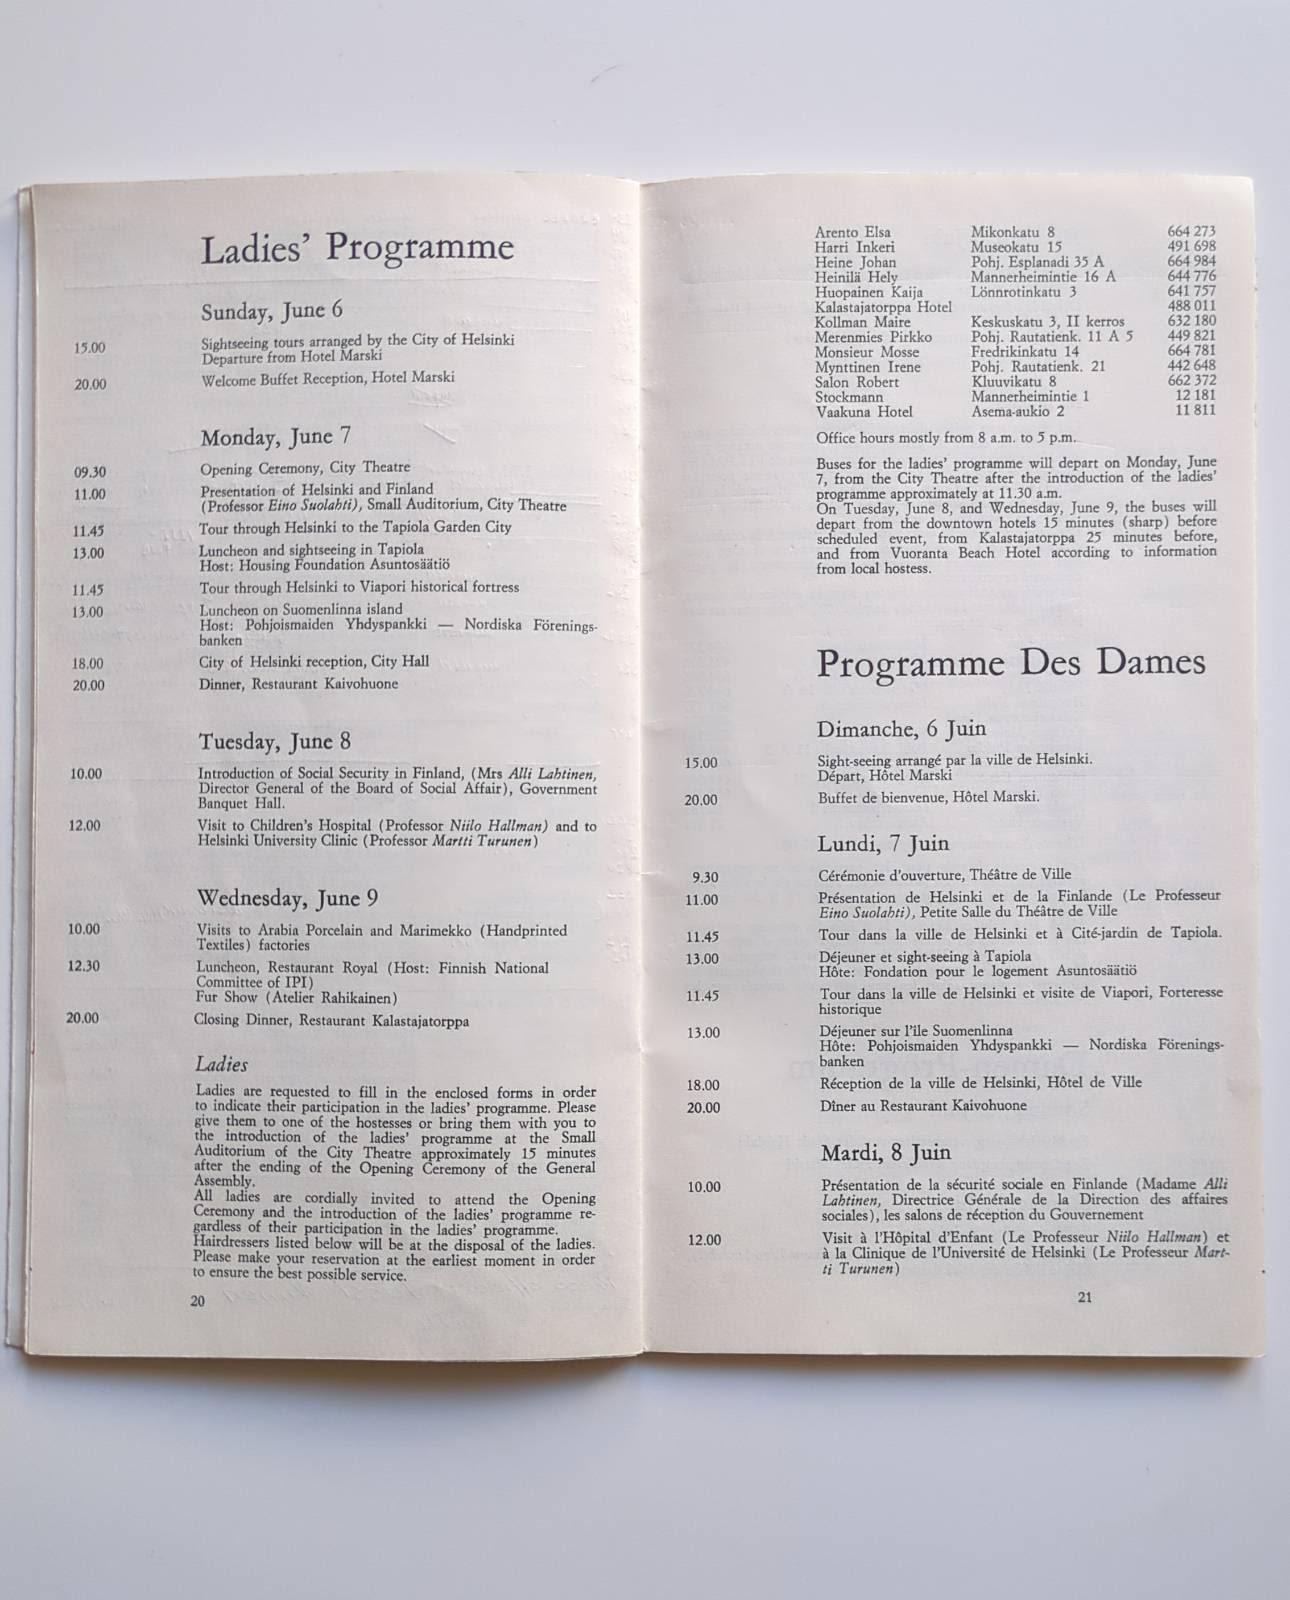 Ladies' Programme
Sunday, June 6
15.00 Sightseeing tours arranged by the City of Helsinki
Departure from Hotel Marski
20.00 Welcome Buffet Reception, Hotel Marski
Monday, June 7
09.30 Opening Ceremony, City Theatre
11.00 Presentation of Helsinki and Finland
(Professor Eino Suolahti), Small Auditorium, City Theatre
11.45 Tour through Helsinki to the Tapiola Garden City
13.00 Luncheon and sightseeing in Tapiola
Host: Housing Foundation Asuntosäätiö
11.45 Tour through Helsinki to Viapori historical fortress
13.00 Luncheon on Suomenlinna island
Host: Pohjoismaiden Yhdyspankki — Nordiska Förenings-
banken
18.00 City of Helsinki reception, City Hall
20.00 Dinner, Restaurant Kaivohuone
Tuesday, June 8
10.00 Introduction of Social Security in Finland, (Mrs Alli Lahtinen,
Director General of the Board of Social Affair), Government
Banquet Hall.
12.00 Visit to Children's Hospital (Professor Niilo Hallman) and to
Helsinki University Clinic (Professor Martti Turunen)
Wednesday, June 9
10.00 Visits to Arabia Porcelain and Marimekko (Handprinted
Textiles) factories
12.30 Luncheon, Restaurant Royal (Host: Finnish National
Committee of IPI)
Fur Show (Atelier Rahikainen)
20.00 Closing Dinner, Restaurant Kalastajatorppa
Ladies
Ladies are requested to fill in the enclosed forms in order
to indicate their participation in the ladies' programme. Please
give them to one of the hostesses or bring them with you to
the introduction of the ladies' programme at the Small
Auditorium of the City Theatre approximately 15 minutes
after the ending of the Opening Ceremony of the General
Assembly.
All ladies are cordially invited to attend the Opening
Ceremony and the introduction of the ladies' programme re-
gardless of their participation in the ladies' programme.
Hairdressers listed below will be at the disposal of the ladies.
Please make your reservation at the earliest moment in order
to ensure the best possible service.
20
Arento Elsa Mikonkatu 8 664 273
Harri Inkeri Museokatu 15 491 698
Heine Johan Pohj. Esplanadi 35 A 664 984
Heinilä Hely Mannerheimintie 16 A 644 776
Huopainen Kaija Lönnrotinkatu 3 641 757
Kalastajatorppa Hotel 488 011
Kollman Maire Keskuskatu 3, II kerros 632 180
Merenmies Pirkko Pohj. Rautatienk. 11 A 5 449 821
Monsieur Mosse Fredrikinkatu 14 664 781
Mynttinen Irene Pohj. Rautatienk. 21 442 648
Salon Robert Kluuvikatu 8 662 372
Stockmann Mannerheimintie 1 12 181
Vaakuna Hotel Asema-aukio 2 11 811
Office hours mostly from 8 a.m. to 5 p.m.
Buses for the ladies' programme will depart on Monday, June
7, from the City Theatre after the introduction of the ladies'
programme approximately at 11.30 a.m.
On Tuesday, June 8, and Wednesday, June 9, the buses will
depart from the downtown hotels 15 minutes (sharp) before
scheduled event, from Kalastajatorppa 25 minutes before,
and from Vuoranta Beach Hotel according to information
from local hostess.
Programme Des Dames
Dimanche, 6 Juin
15.00 Sight-seeing arrangé par la ville de Helsinki.
Départ, Hôtel Marski
20.00 Buffet de bienvenue, Hôtel Marski.
Lundi, 7 Juin
9.30 Cérémonie d'ouverture, Théâtre de Ville
11.00 Présentation de Helsinki et de la Finlande (Le Professeur
Eino Suolahti), Petite Salle du Théâtre de Ville
11.45 Tour dans la ville de Helsinki et à Cité-jardin de Tapiola.
13.00 Déjeuner et sight-seeing à Tapiola
Hôte: Fondation pour le logement Asuntosäätiö
11.45 Tour dans la ville de Helsinki et visite de Viapori, Forteresse
historique
13.00 Déjeuner sur l'île Suomenlinna
Hôte: Pohjoismaiden Yhdyspankki — Nordiska Förenings-
banken
18.00 Réception de la ville de Helsinki, Hôtel de Ville
20.00 Dîner au Restaurant Kaivohuone
Mardi, 8 Juin
10.00 Présentation de la sécurité sociale en Finlande (Madame Alli
Lahtinen, Directrice Générale de la Direction des affaires
sociales), les salons de réception du Gouvernement
12.00 Visit à l'Hôpital d'Enfant (Le Professeur Niilo Hallman) et
à la Clinique de l'Université de Helsinki (Le Professeur Mart-
ti Turunen)
21